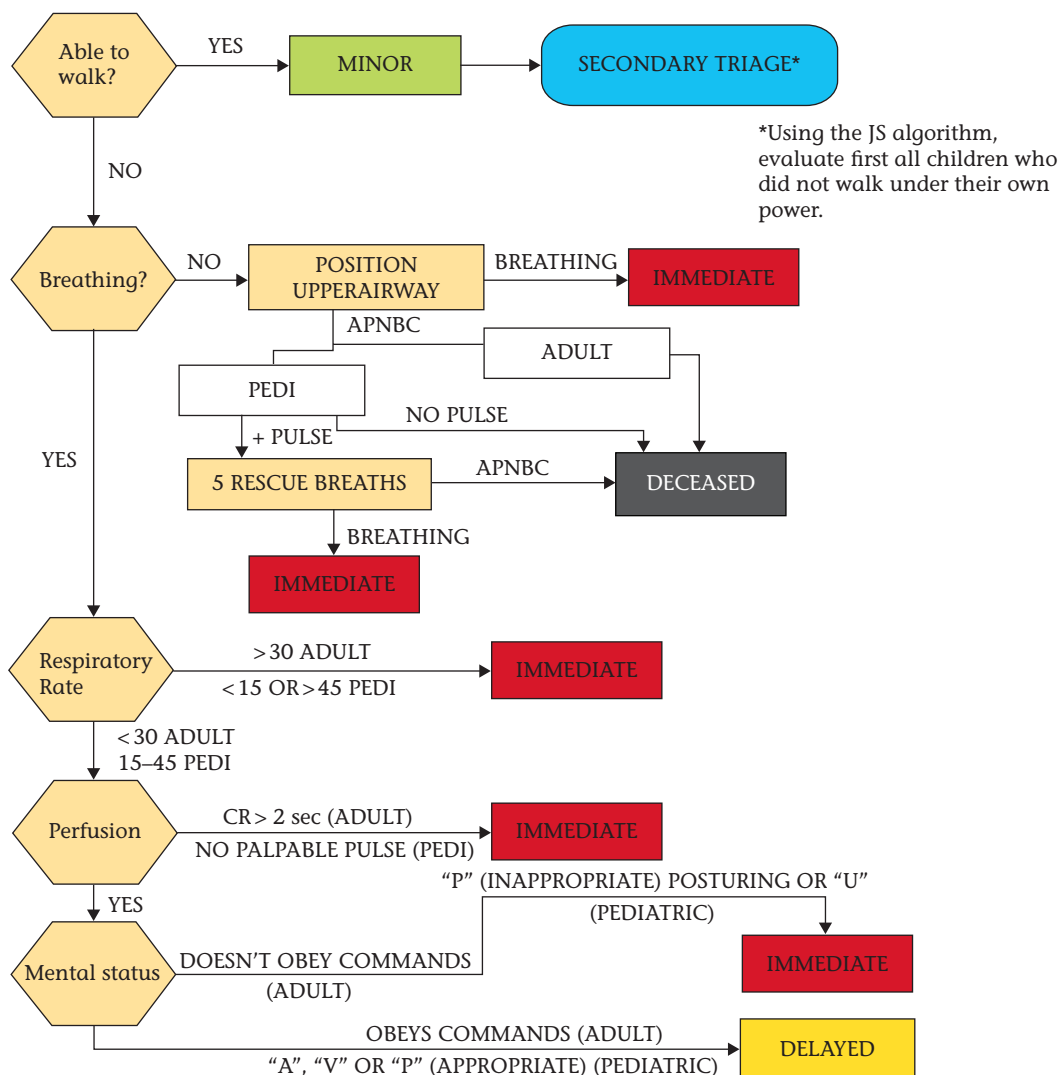 Able to
walk?
YES
MINOR
SECONDARY TRIAGE*
*Using the JS algorithm,
evaluate first all children who
did not walk under their own
power.
NO
Breathing?
NO
POSITION
UPPERAIRWAY
BREATHING
IMMEDIATE
APNBC
ADULT
PEDI
NO PULSE
+ PULSE
YES
5 RESCUE BREATHS
APNBC
DECEASED
BREATHING
IMMEDIATE
Respiratory
Rate
>30 ADULT
<15 OR>45 PEDI
IMMEDIATE
<30 ADULT
15–45 PEDI
Perfusion
CR> 2 sec (ADULT)
NO PALPABLE PULSE (PEDI)
IMMEDIATE
YES
"P" (INAPPROPRIATE) POSTURING OR "U"
(PEDIATRIC)
Mental status
DOESN'T OBEY COMMANDS
(ADULT)
IMMEDIATE
OBEYS COMMANDS (ADULT)
"A", "V" OR "P" (APPROPRIATE) (PEDIATRIC)
DELAYED